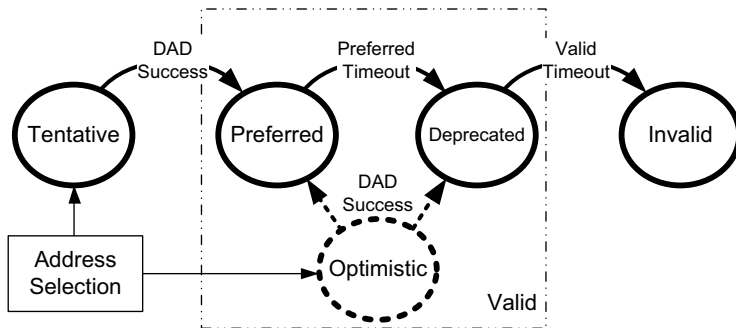 DAD
Success
Preferred
Timeout
Valid
Timeout
Tentative
Preferred
Deprecated
Invalid
DAD
Success
Address
Selection
Optimistic
Valid